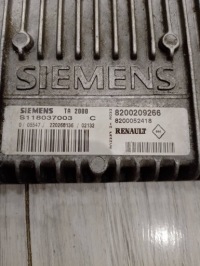 SIEMENS
SIEMENS TA 2000
S118037003 C
8200209266
8200052418
RENAULT